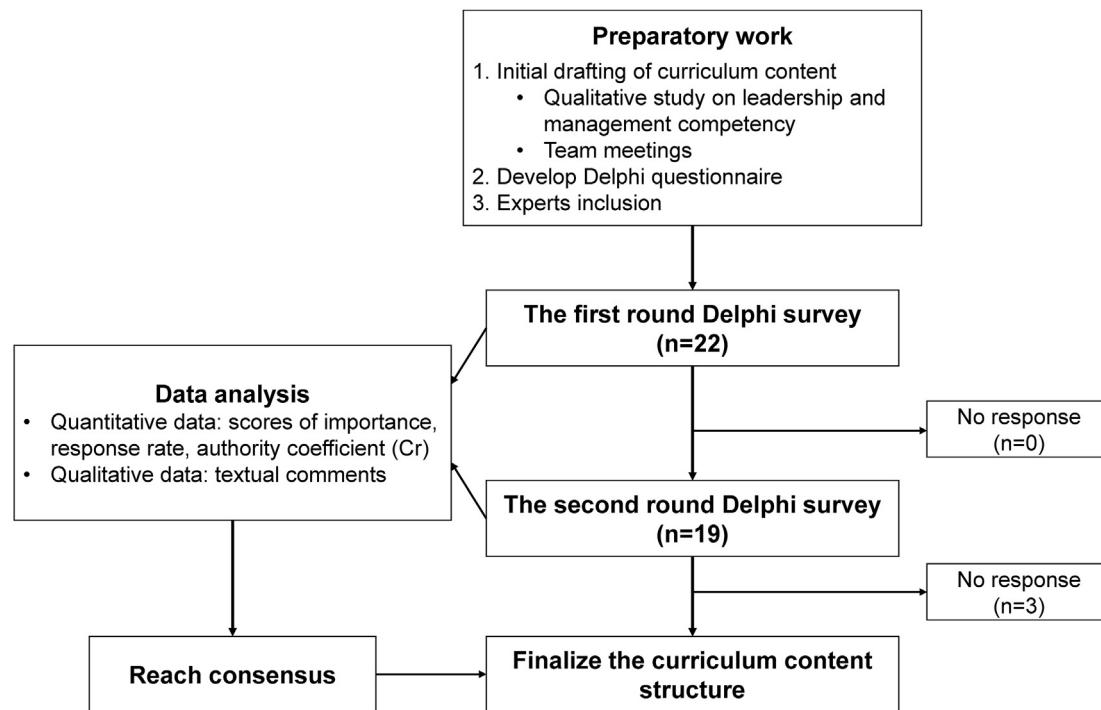 Preparatory work
1. Initial drafting of curriculum content
• Qualitative study on leadership and
management competency
• Team meetings
2. Develop Delphi questionnaire
3. Experts inclusion
The first round Delphi survey
(n=22)
Data analysis
• Quantitative data: scores of importance,
response rate, authority coefficient (Cr)
• Qualitative data: textual comments
No response
(n=0)
The second round Delphi survey
(n=19)
No response
(n=3)
Reach consensus
Finalize the curriculum content
structure